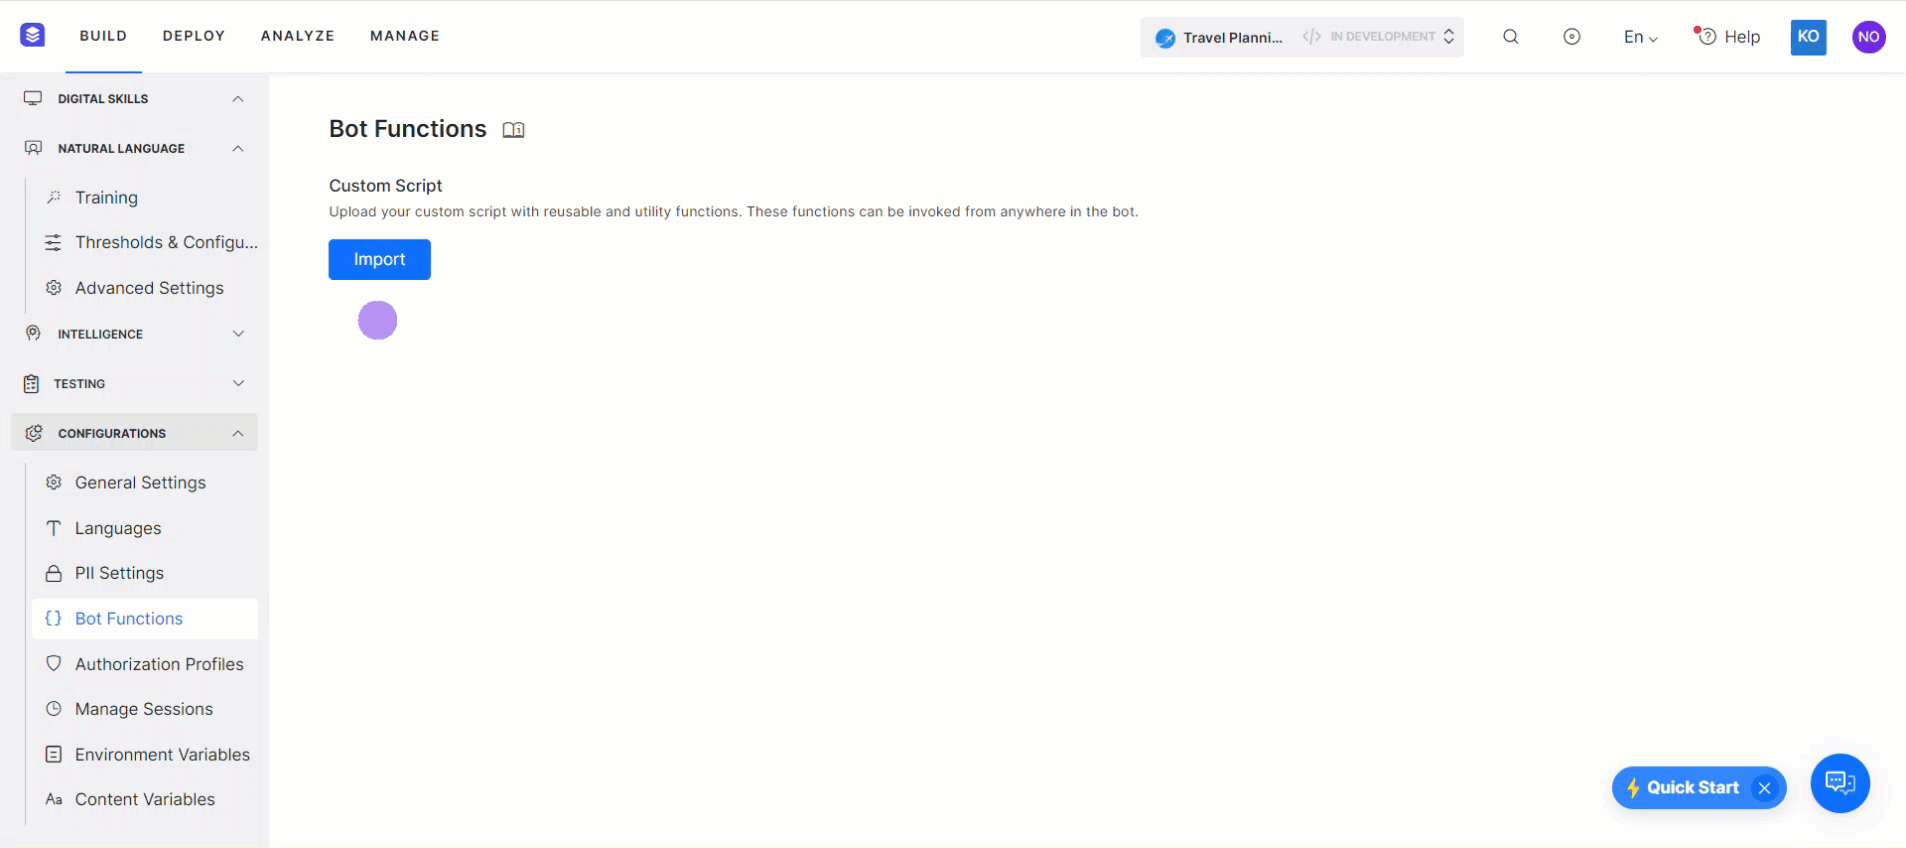 BUILD DEPLOY ANALYZE MANAGE Travel Planni... </> IN DEVELOPMENT En Help KO NO
DIGITAL SKILLS
NATURAL LANGUAGE
Training
Thresholds & Configu...
Advanced Settings
INTELLIGENCE
TESTING
CONFIGURATIONS
General Settings
Languages
PII Settings
{} Bot Functions
Authorization Profiles
Manage Sessions
Environment Variables
Aa Content Variables
Bot Functions
Custom Script
Upload your custom script with reusable and utility functions. These functions can be invoked from anywhere in the bot.
Import
Quick Start